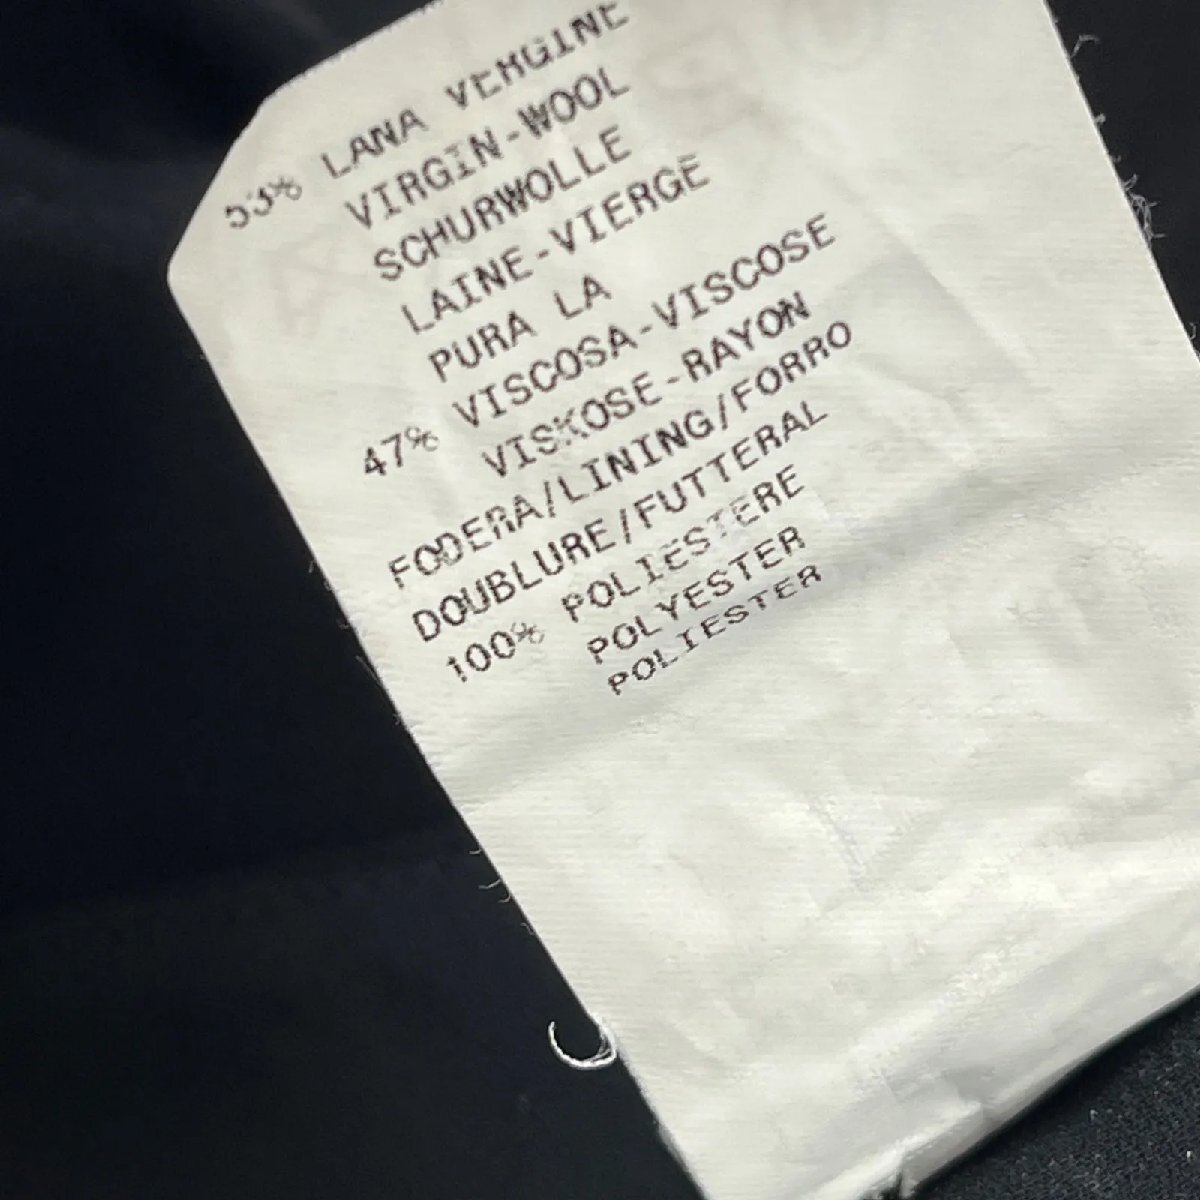 53% LANA VERGINE
VIRGIN-WOOL
SCHURWOLLE
LAINE-VIERGE
PURA LA
47% VISCOSA-VISCOSE
VISKOSE-RAYON
FODERA/LINING/FORRO
DOUBLURE/FUTTERAL
100% POLIESTERE
POLYESTER
POLIESTER